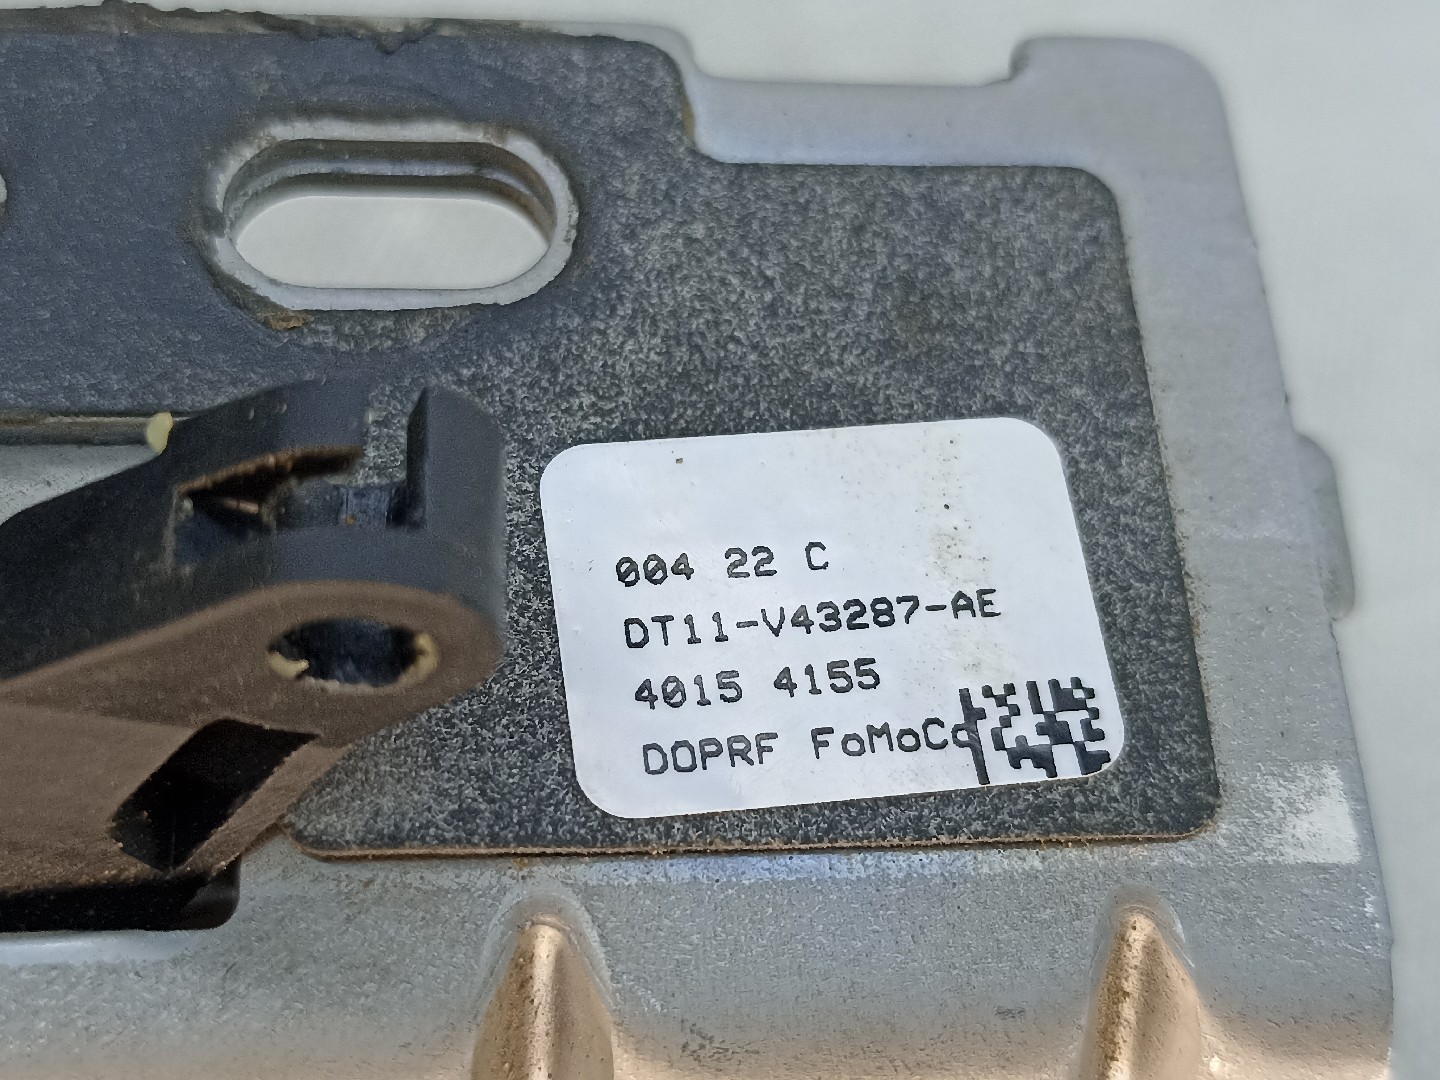 004 22 C
DT11-V43287-AE
4015 4155
DOPRF FoMoCo